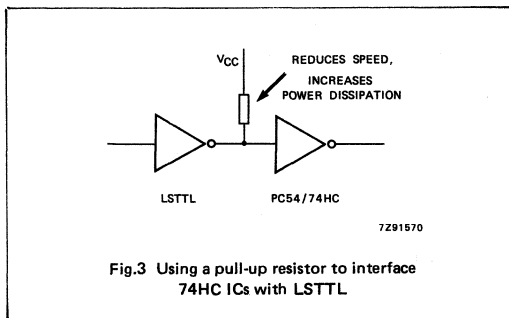 VCC
REDUCES SPEED,
INCREASES
POWER DISSIPATION
LSTTL
PC54/74HC
7Z91570
Fig.3 Using a pull-up resistor to interface
74HC ICs with LSTTL